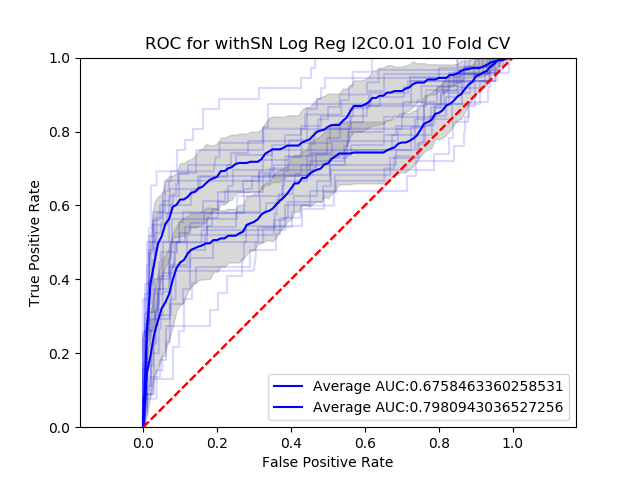 ROC for withSN Log Reg l2C0.01 10 Fold CV
1.0
0.8
0.6
0.4
0.2
0.0
True Positive Rate
0.0 0.2 0.4 0.6 0.8 1.0
False Positive Rate
Average AUC:0.6758463360258531
Average AUC:0.7980943036527256